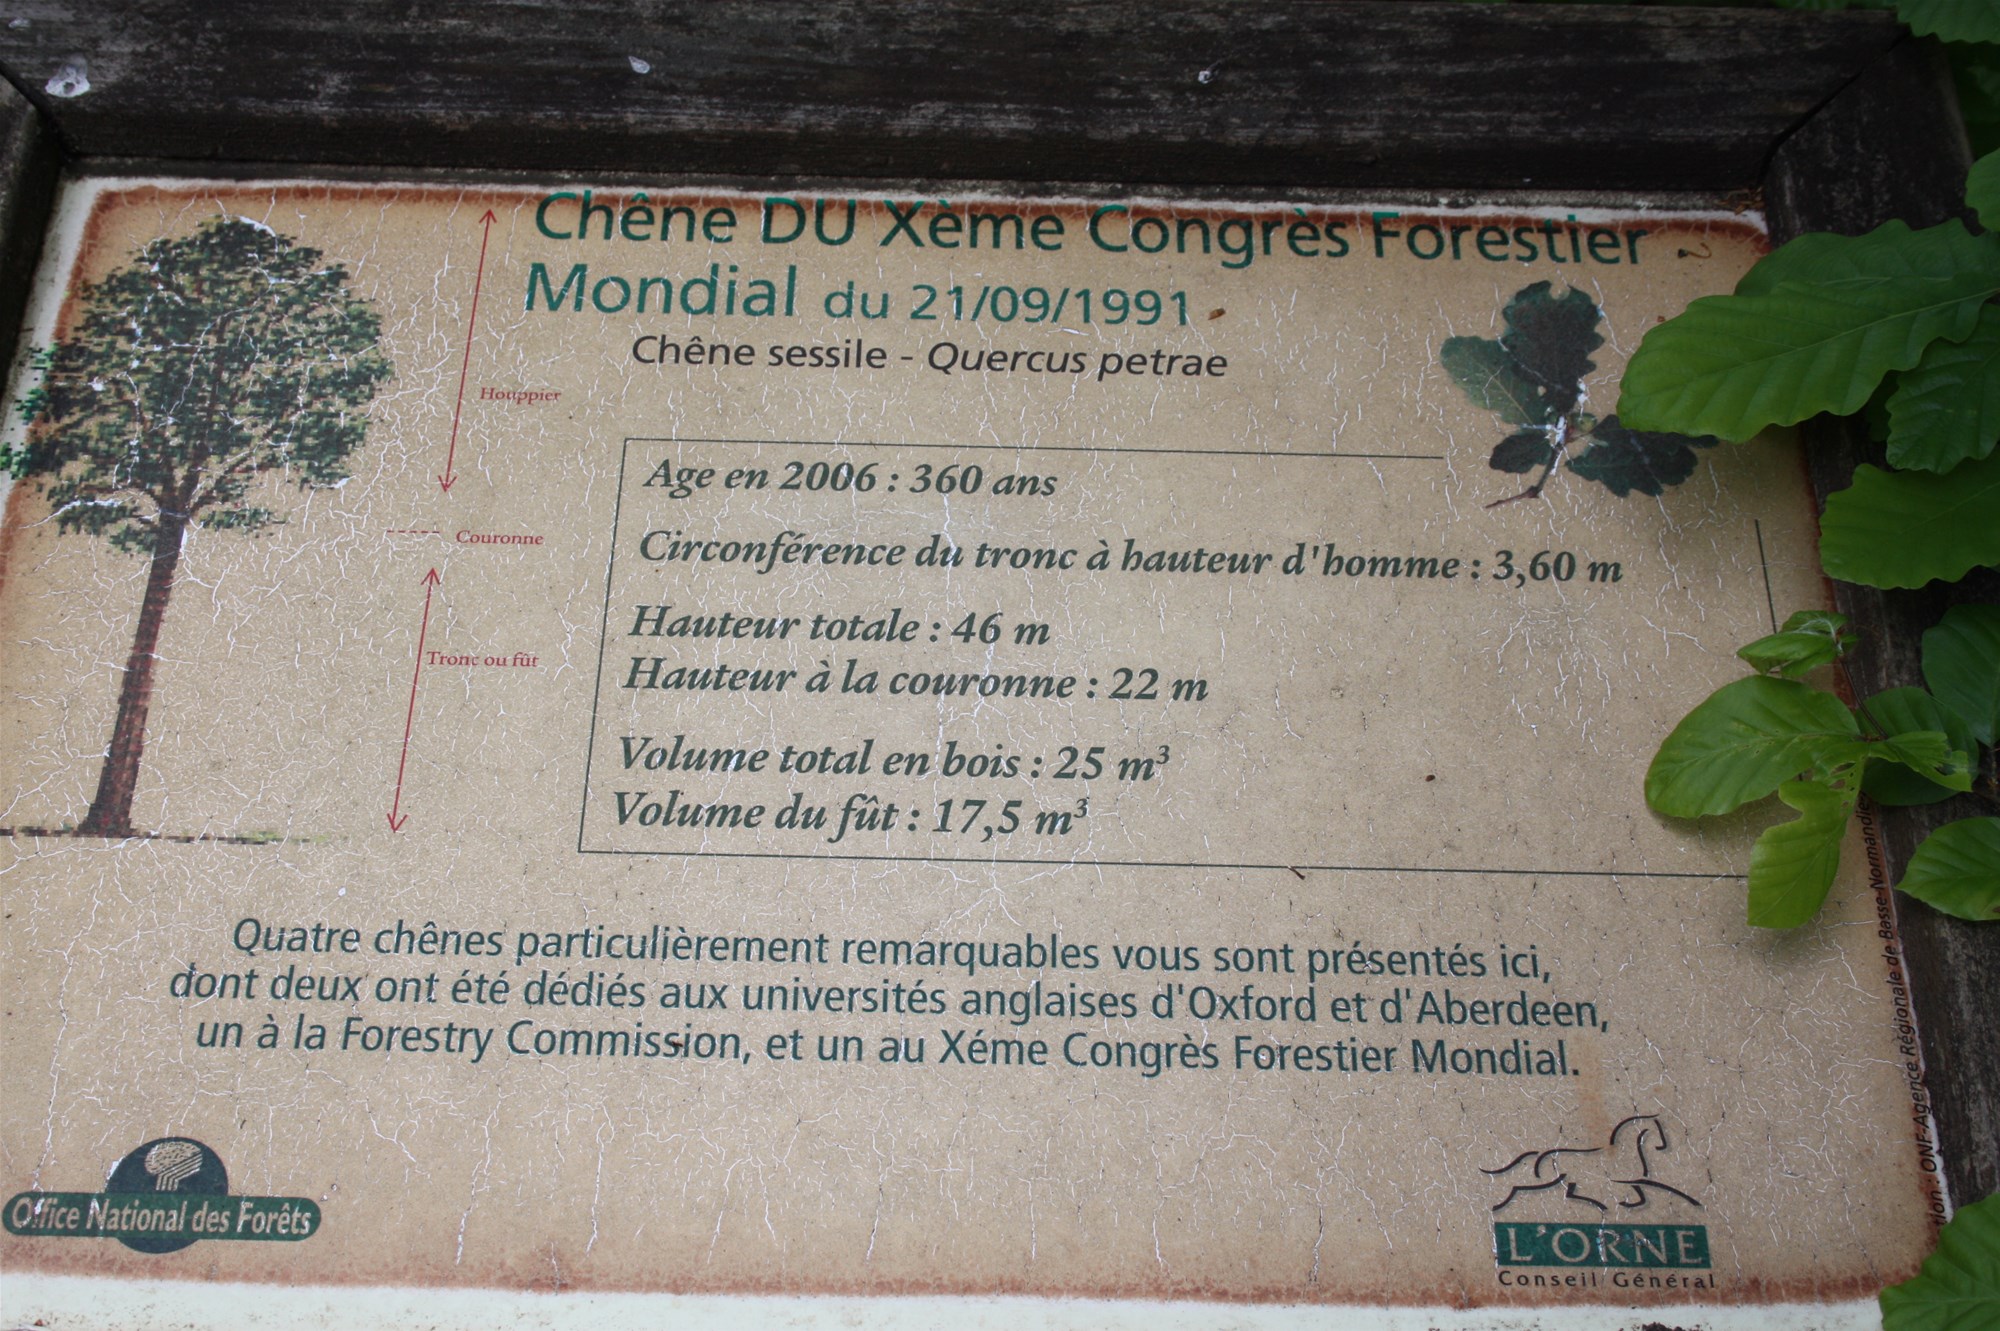 Chêne DU Xème Congrès Forestier
Mondial du 21/09/1991
Chêne sessile - Quercus petrae
Houppier
Couronne
Tronc ou fût
Age en 2006 : 360 ans
Circonférence du tronc à hauteur d'homme : 3,60 m
Hauteur totale : 46 m
Hauteur à la couronne : 22 m
Volume total en bois : 25 m³
Volume du fût : 17,5 m³
Quatre chênes particulièrement remarquables vous sont présentés ici,
dont deux ont été dédiés aux universités anglaises d'Oxford et d'Aberdeen,
un à la Forestry Commission, et un au Xéme Congrès Forestier Mondial.
Office National des Forêts
L'ORNE
Conseil Général
: ONF-Agence Régionale de Basse-Normandie